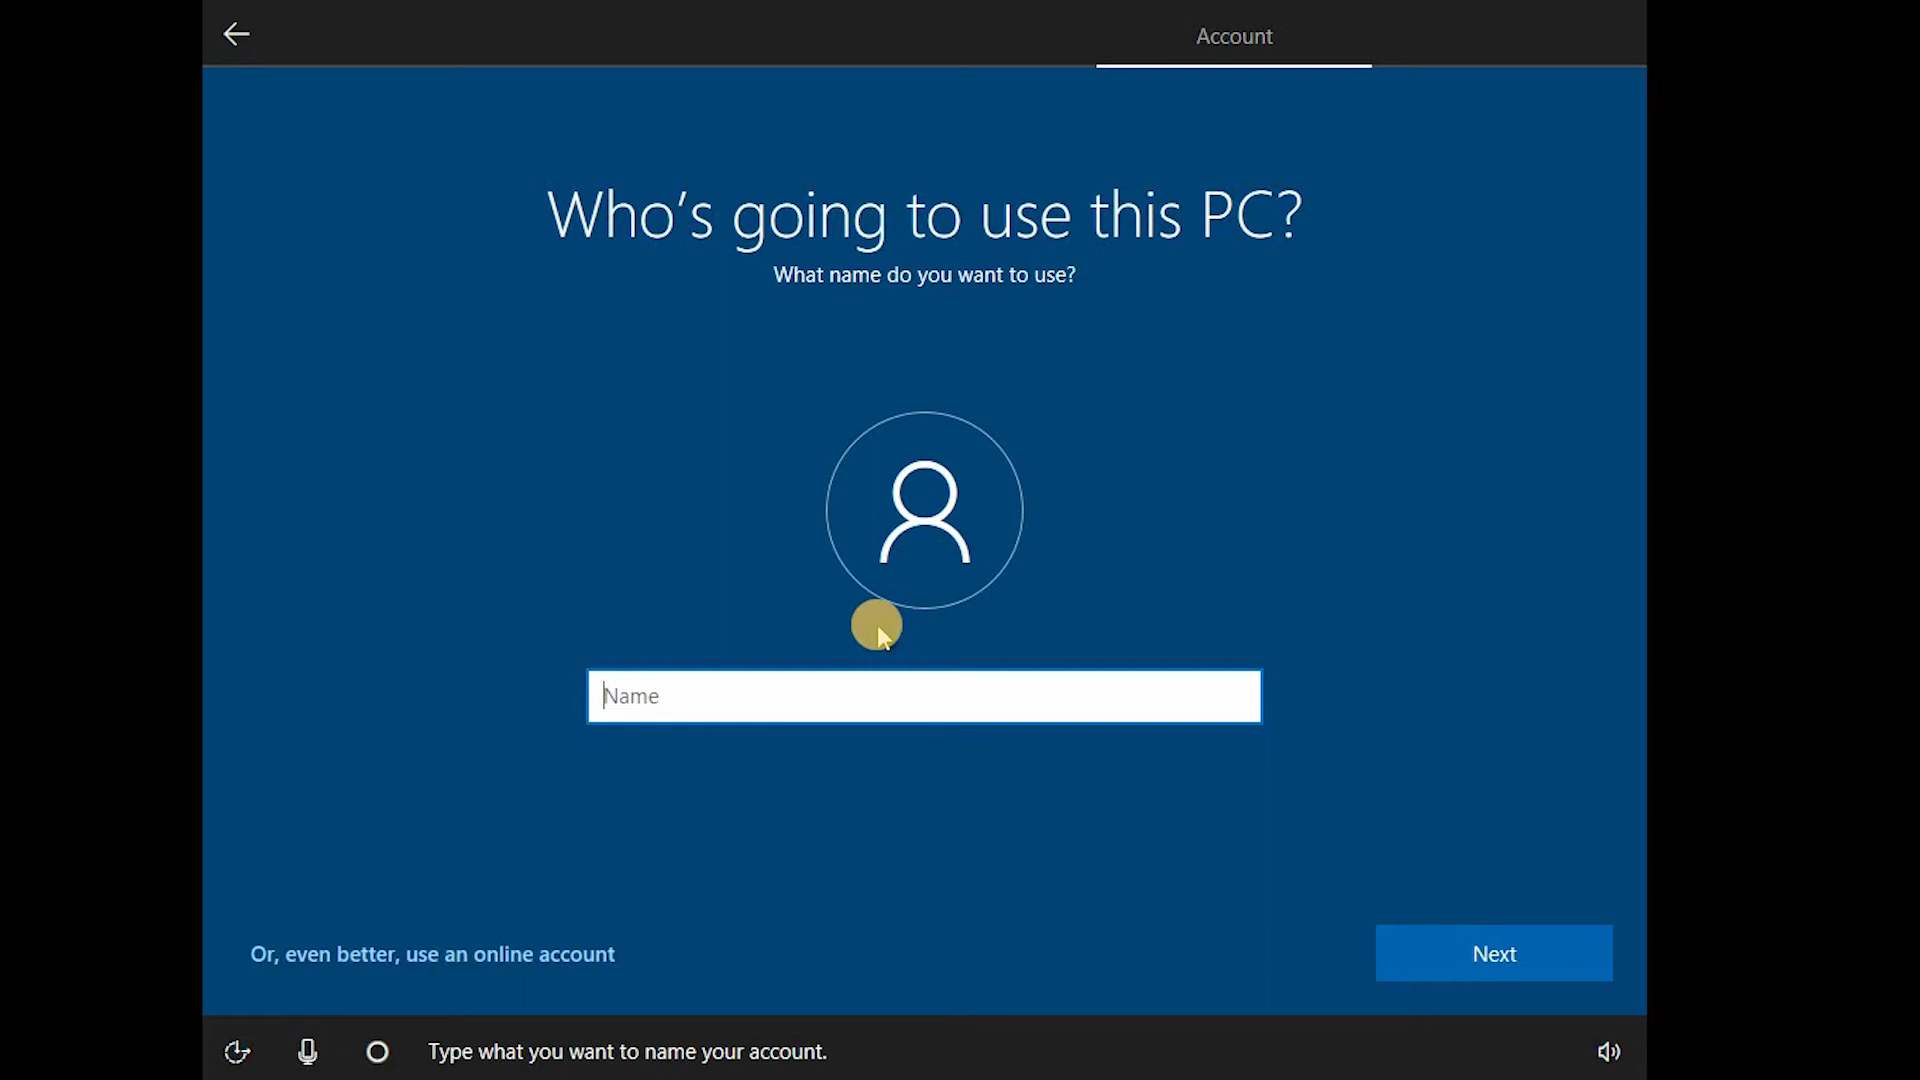 Account
Who's going to use this PC?
What name do you want to use?
Name
Or, even better, use an online account
Next
Type what you want to name your account.